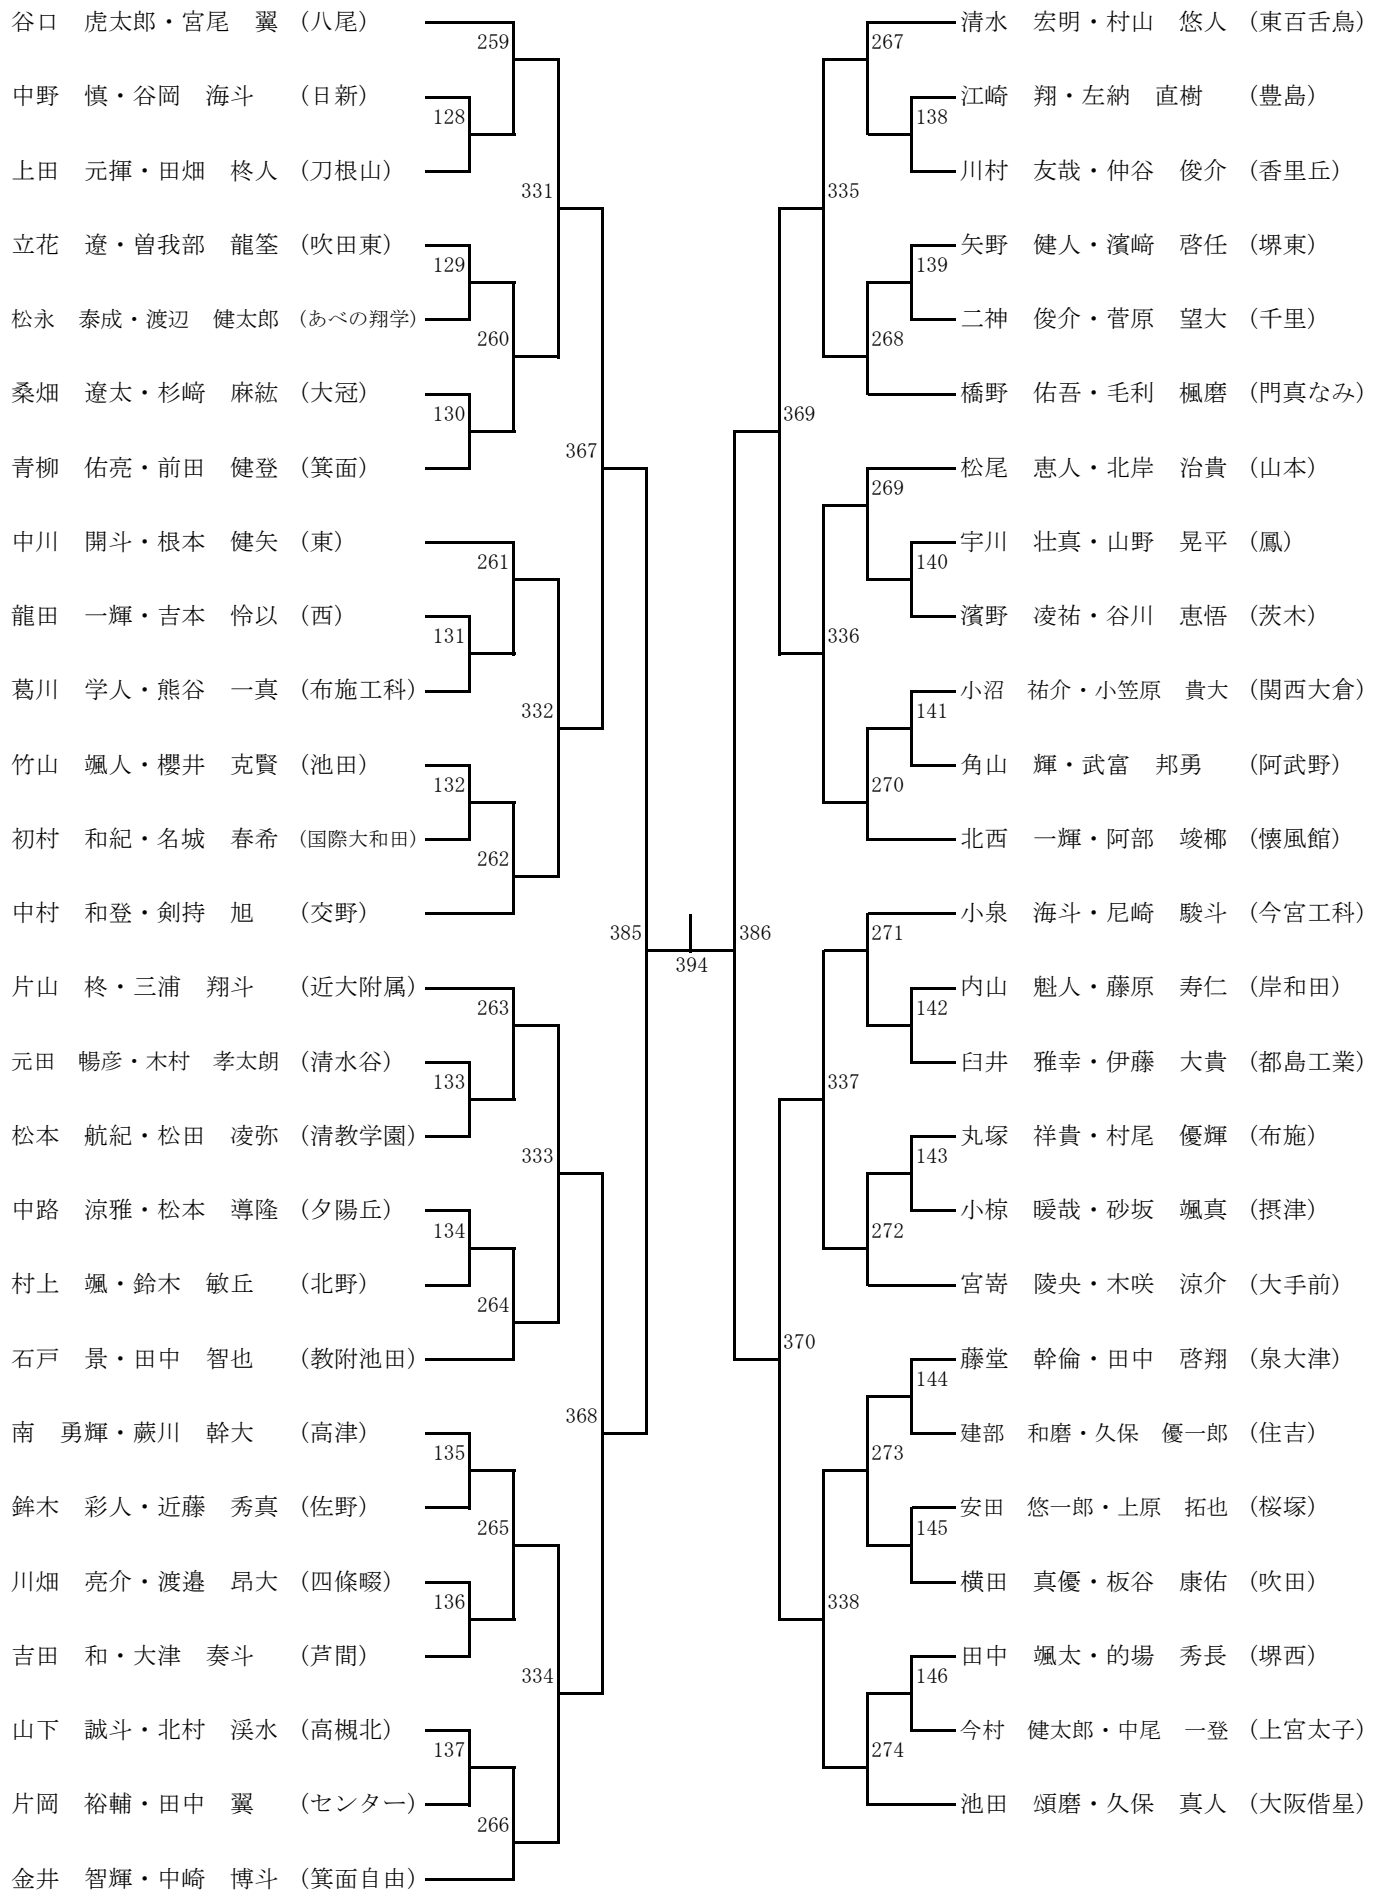 谷口　虎太郎・宮尾　翼　（八尾）
259
中野　慎・谷岡　海斗　（日新）
128
上田　元揮・田畑　柊人　（刀根山）
331
立花　遼・曽我部　龍筌　（吹田東）
129
松永　泰成・渡辺　健太郎　（あべの翔学）
260
桑畑　遼太・杉﨑　麻紘　（大冠）
130
367
青柳　佑亮・前田　健登　（箕面）
中川　開斗・根本　健矢　（東）
261
龍田　一輝・吉本　怜以　（西）
131
葛川　学人・熊谷　一真　（布施工科）
332
竹山　颯人・櫻井　克賢　（池田）
132
初村　和紀・名城　春希　（国際大和田）
262
中村　和登・剣持　旭　（交野）
385
394
片山　柊・三浦　翔斗　（近大附属）
263
元田　暢彦・木村　孝太朗　（清水谷）
133
松本　航紀・松田　凌弥　（清教学園）
333
中路　涼雅・松本　導隆　（夕陽丘）
134
村上　颯・鈴木　敏丘　（北野）
264
石戸　景・田中　智也　（教附池田）
368
南　勇輝・蕨川　幹大　（高津）
135
鉾木　彩人・近藤　秀真　（佐野）
265
川畑　亮介・渡邉　昂大　（四條畷）
136
吉田　和・大津　奏斗　（芦間）
334
山下　誠斗・北村　渓水　（高槻北）
137
片岡　裕輔・田中　翼　（センター）
266
金井　智輝・中崎　博斗　（箕面自由）
清水　宏明・村山　悠人　（東百舌鳥）
267
江崎　翔・左納　直樹　（豊島）
138
川村　友哉・仲谷　俊介　（香里丘）
335
矢野　健人・濱﨑　啓任　（堺東）
139
二神　俊介・菅原　望大　（千里）
268
橋野　佑吾・毛利　楓磨　（門真なみ）
369
松尾　恵人・北岸　治貴　（山本）
269
宇川　壮真・山野　晃平　（鳳）
140
濱野　凌祐・谷川　恵悟　（茨木）
336
小沼　祐介・小笠原　貴大　（関西大倉）
141
角山　輝・武富　邦勇　（阿武野）
270
北西　一輝・阿部　竣椰　（懐風館）
小泉　海斗・尼崎　駿斗　（今宮工科）
386
271
内山　魁人・藤原　寿仁　（岸和田）
142
臼井　雅幸・伊藤　大貴　（都島工業）
337
丸塚　祥貴・村尾　優輝　（布施）
143
小椋　暖哉・砂坂　颯真　（摂津）
272
宮嵜　陵央・木咲　涼介　（大手前）
370
藤堂　幹倫・田中　啓翔　（泉大津）
144
建部　和磨・久保　優一郎　（住吉）
273
安田　悠一郎・上原　拓也　（桜塚）
145
横田　真優・板谷　康佑　（吹田）
338
田中　颯太・的場　秀長　（堺西）
146
今村　健太郎・中尾　一登　（上宮太子）
274
池田　頌磨・久保　真人　（大阪偕星）